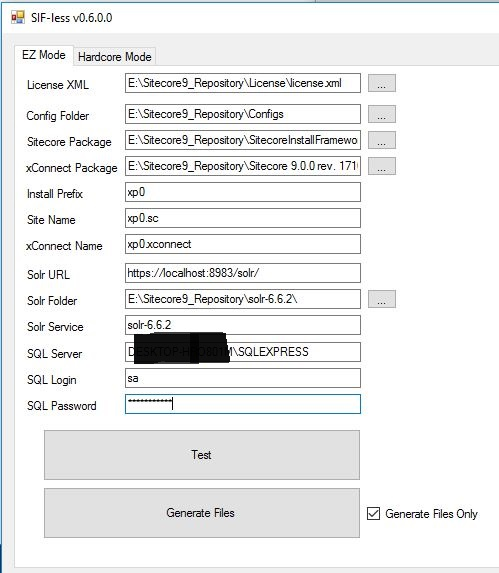 SIF-less v0.6.0.0
EZ Mode Hardcore Mode
License XML E:\Sitecore9_Repository\License\license.xml ...
Config Folder E:\Sitecore9_Repository\Configs ...
Sitecore Package E:\Sitecore9_Repository\SitecoreInstallFramewo ...
xConnect Package E:\Sitecore9_Repository\Sitecore 9.0.0 rev. 171 ...
Install Prefix xp0
Site Name xp0.sc
xConnect Name xp0.xconnect
Solr URL https://localhost:8983/solr/
Solr Folder E:\Sitecore9_Repository\solr-6.6.2\ ...
Solr Service solr-6.6.2
SQL Server \SQLEXPRESS
SQL Login sa
SQL Password ***********
Test
Generate Files Generate Files Only